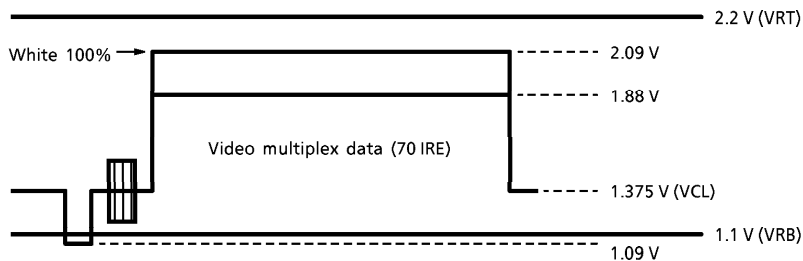 2.2 V (VRT)
White 100%
2.09 V
1.88 V
Video multiplex data (70 IRE)
1.375 V (VCL)
1.1 V (VRB)
1.09 V